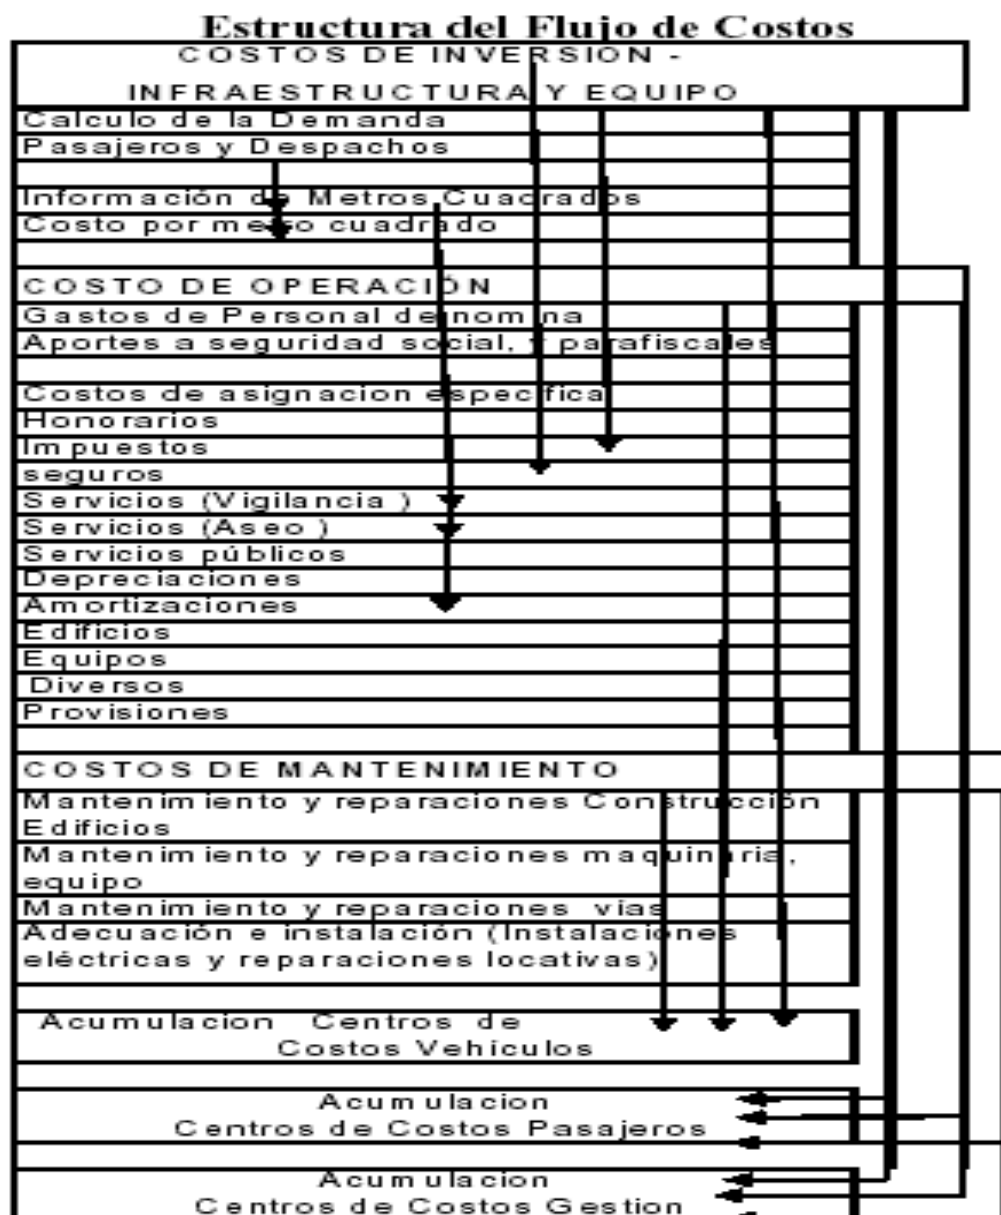 Estructura del Flujo de Costos
COSTOS DE INVERSION -
INFRAESTRUCTURA Y EQUIPO
Calculo de la Demanda
Pasajeros y Despachos
Información de Metros Cuadrados
Costo por metro cuadrado
COSTO DE OPERACIÓN
Gastos de Personal de nomina
Aportes a seguridad social, y parafiscales
Costos de asignacion especifica
Honorarios
Impuestos
seguros
Servicios (Vigilancia )
Servicios (Aseo )
Servicios públicos
Depreciaciones
Amortizaciones
Edificios
Equipos
Diversos
Provisiones
COSTOS DE MANTENIMIENTO
Mantenimiento y reparaciones Construcción
Edificios
Mantenimiento y reparaciones maquinaria,
equipo
Mantenimiento y reparaciones vías
Adecuación e instalación (Instalaciones
eléctricas y reparaciones locativas)
Acumulacion Centros de
Costos Vehículos
Acumulacion
Centros de Costos Pasajeros
Acumulacion
Centros de Costos Gestion